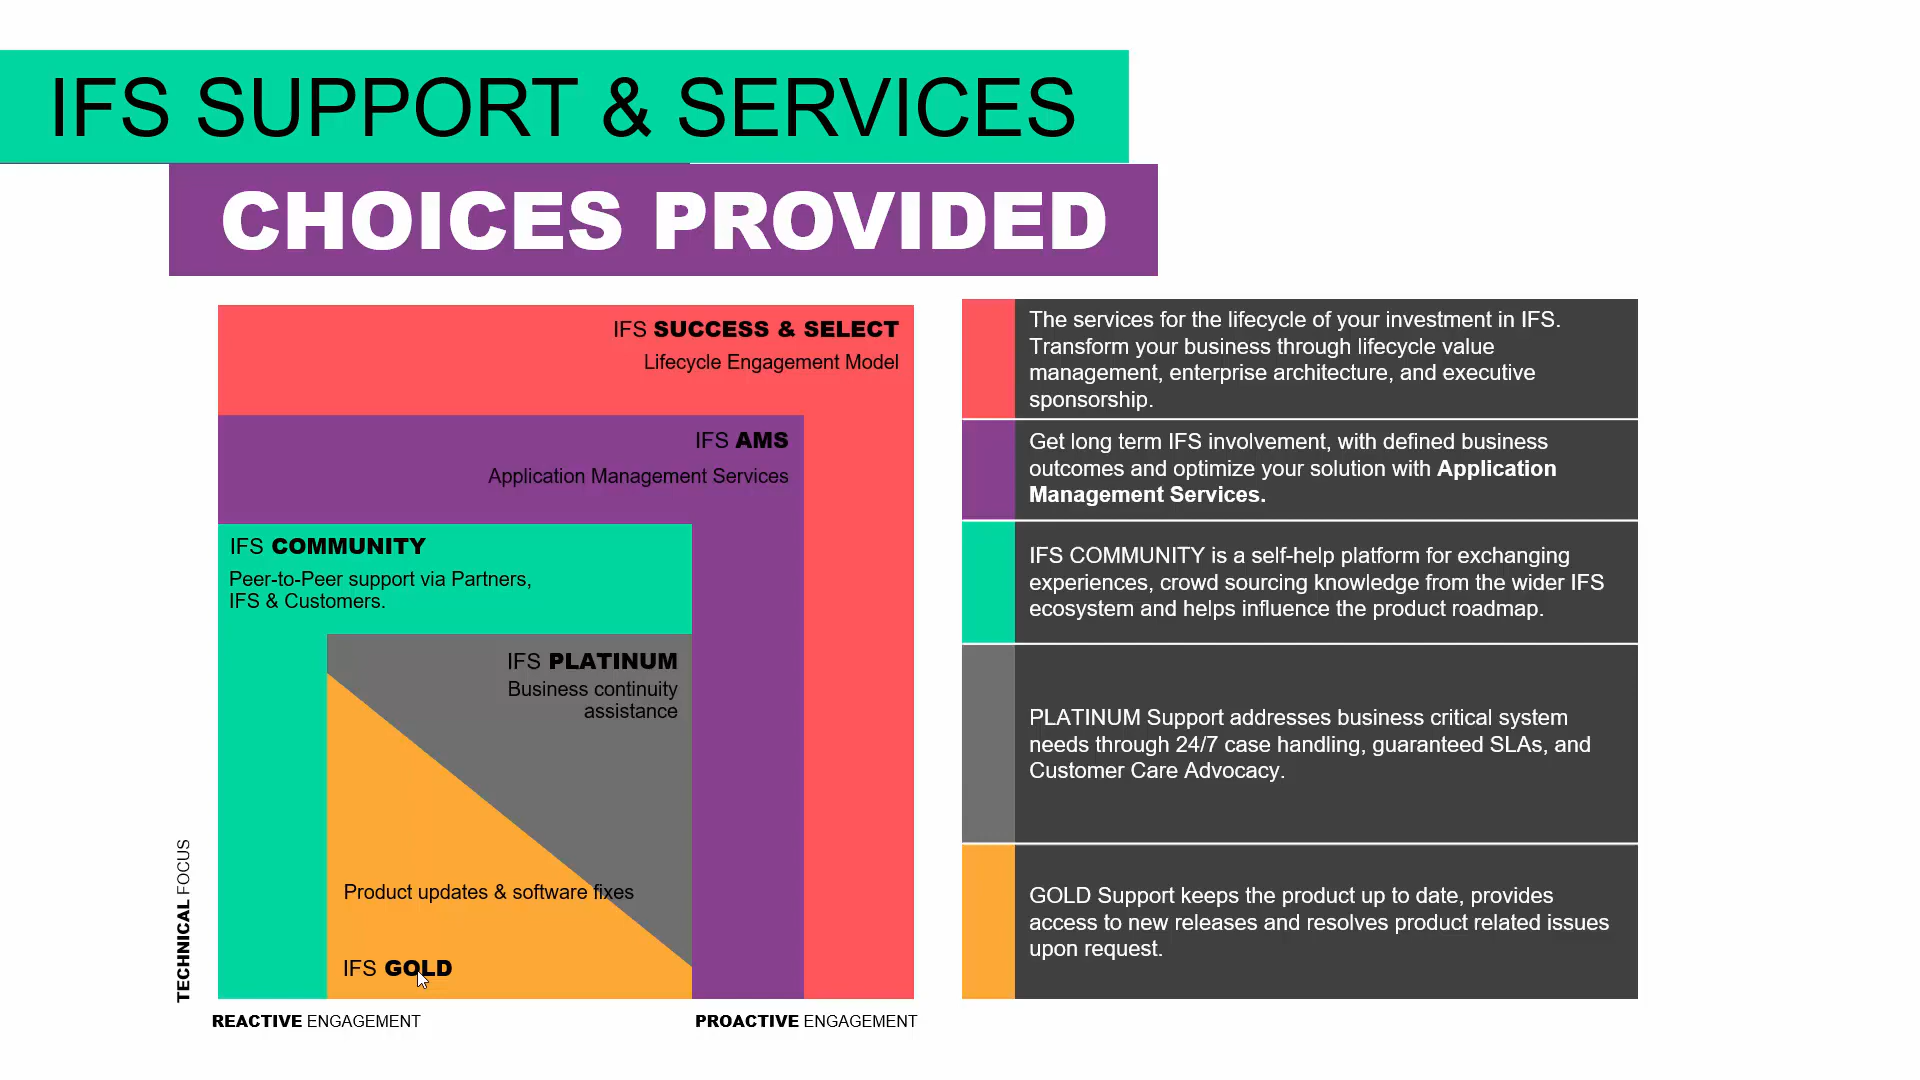 IFS SUPPORT & SERVICES
CHOICES PROVIDED
IFS SUCCESS & SELECT
Lifecycle Engagement Model
IFS AMS
Application Management Services
IFS COMMUNITY
Peer-to-Peer support via Partners,
IFS & Customers.
IFS PLATINUM
Business continuity
assistance
Product updates & software fixes
IFS GOLD
TECHNICAL FOCUS
REACTIVE ENGAGEMENT
PROACTIVE ENGAGEMENT
The services for the lifecycle of your investment in IFS.
Transform your business through lifecycle value
management, enterprise architecture, and executive
sponsorship.
Get long term IFS involvement, with defined business
outcomes and optimize your solution with Application
Management Services.
IFS COMMUNITY is a self-help platform for exchanging
experiences, crowd sourcing knowledge from the wider IFS
ecosystem and helps influence the product roadmap.
PLATINUM Support addresses business critical system
needs through 24/7 case handling, guaranteed SLAs, and
Customer Care Advocacy.
GOLD Support keeps the product up to date, provides
access to new releases and resolves product related issues
upon request.